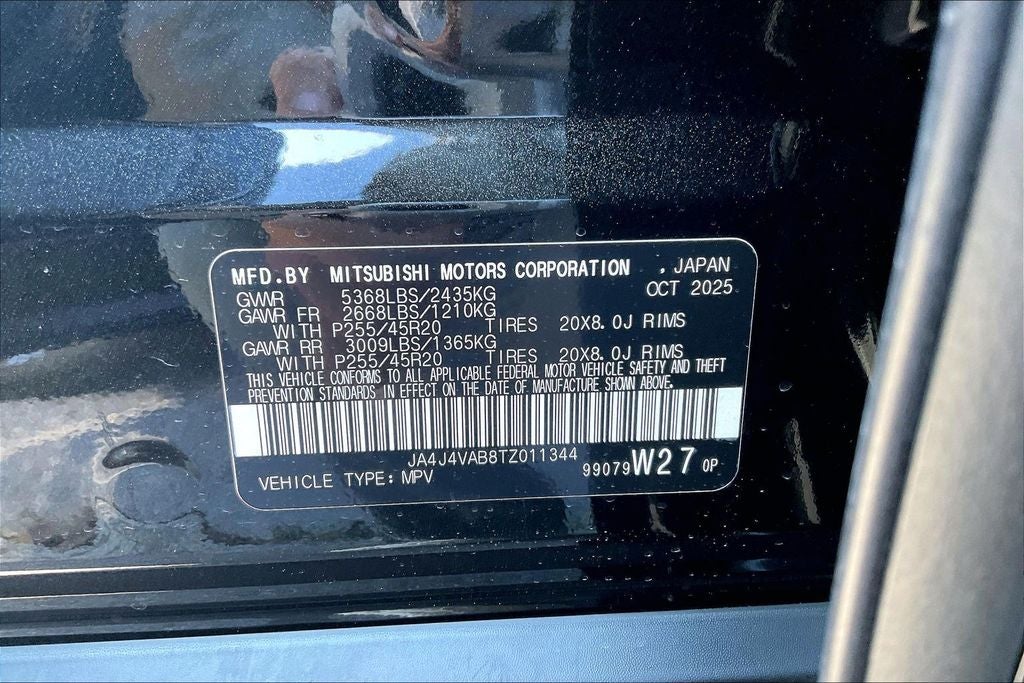 MFD.BY MITSUBISHI MOTORS CORPORATION . JAPAN
GVWR 5368LBS/2435KG OCT 2025
GAWR FR 2668LBS/1210KG
WITH P255/45R20 TIRES 20X8.0J RIMS
GAWR RR 3009LBS/1365KG
WITH P255/45R20 TIRES 20X8.0J RIMS
THIS VEHICLE CONFORMS TO ALL APPLICABLE FEDERAL MOTOR VEHICLE SAFETY AND THEFT
PREVENTION STANDARDS IN EFFECT ON THE DATE OF MANUFACTURE SHOWN ABOVE.
JA4J4VAB8TZ011344
99079 W27 0P
VEHICLE TYPE: MPV